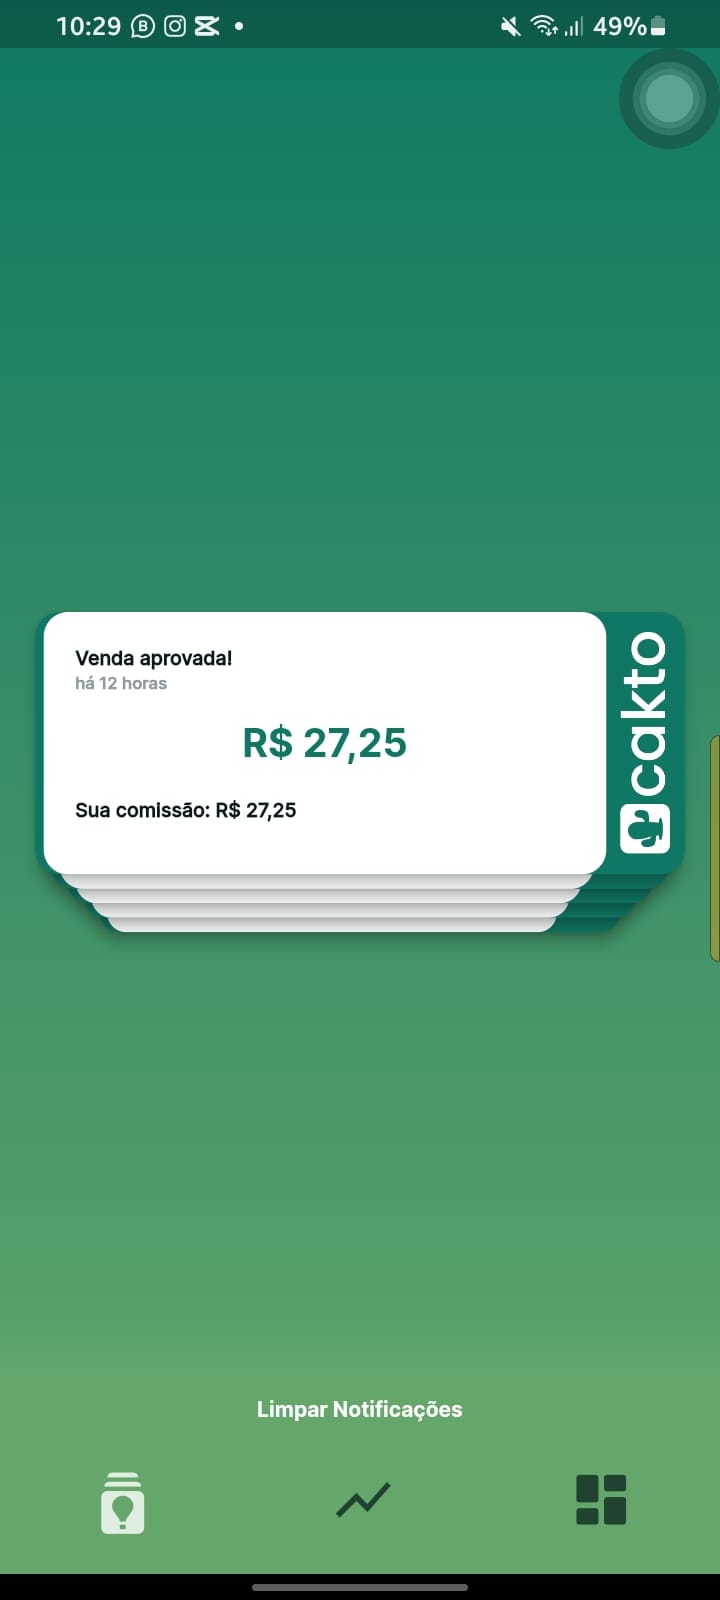 10:29
49%
Venda aprovada!
há 12 horas
R$ 27,25
Sua comissão: R$ 27,25
cakto
Limpar Notificações